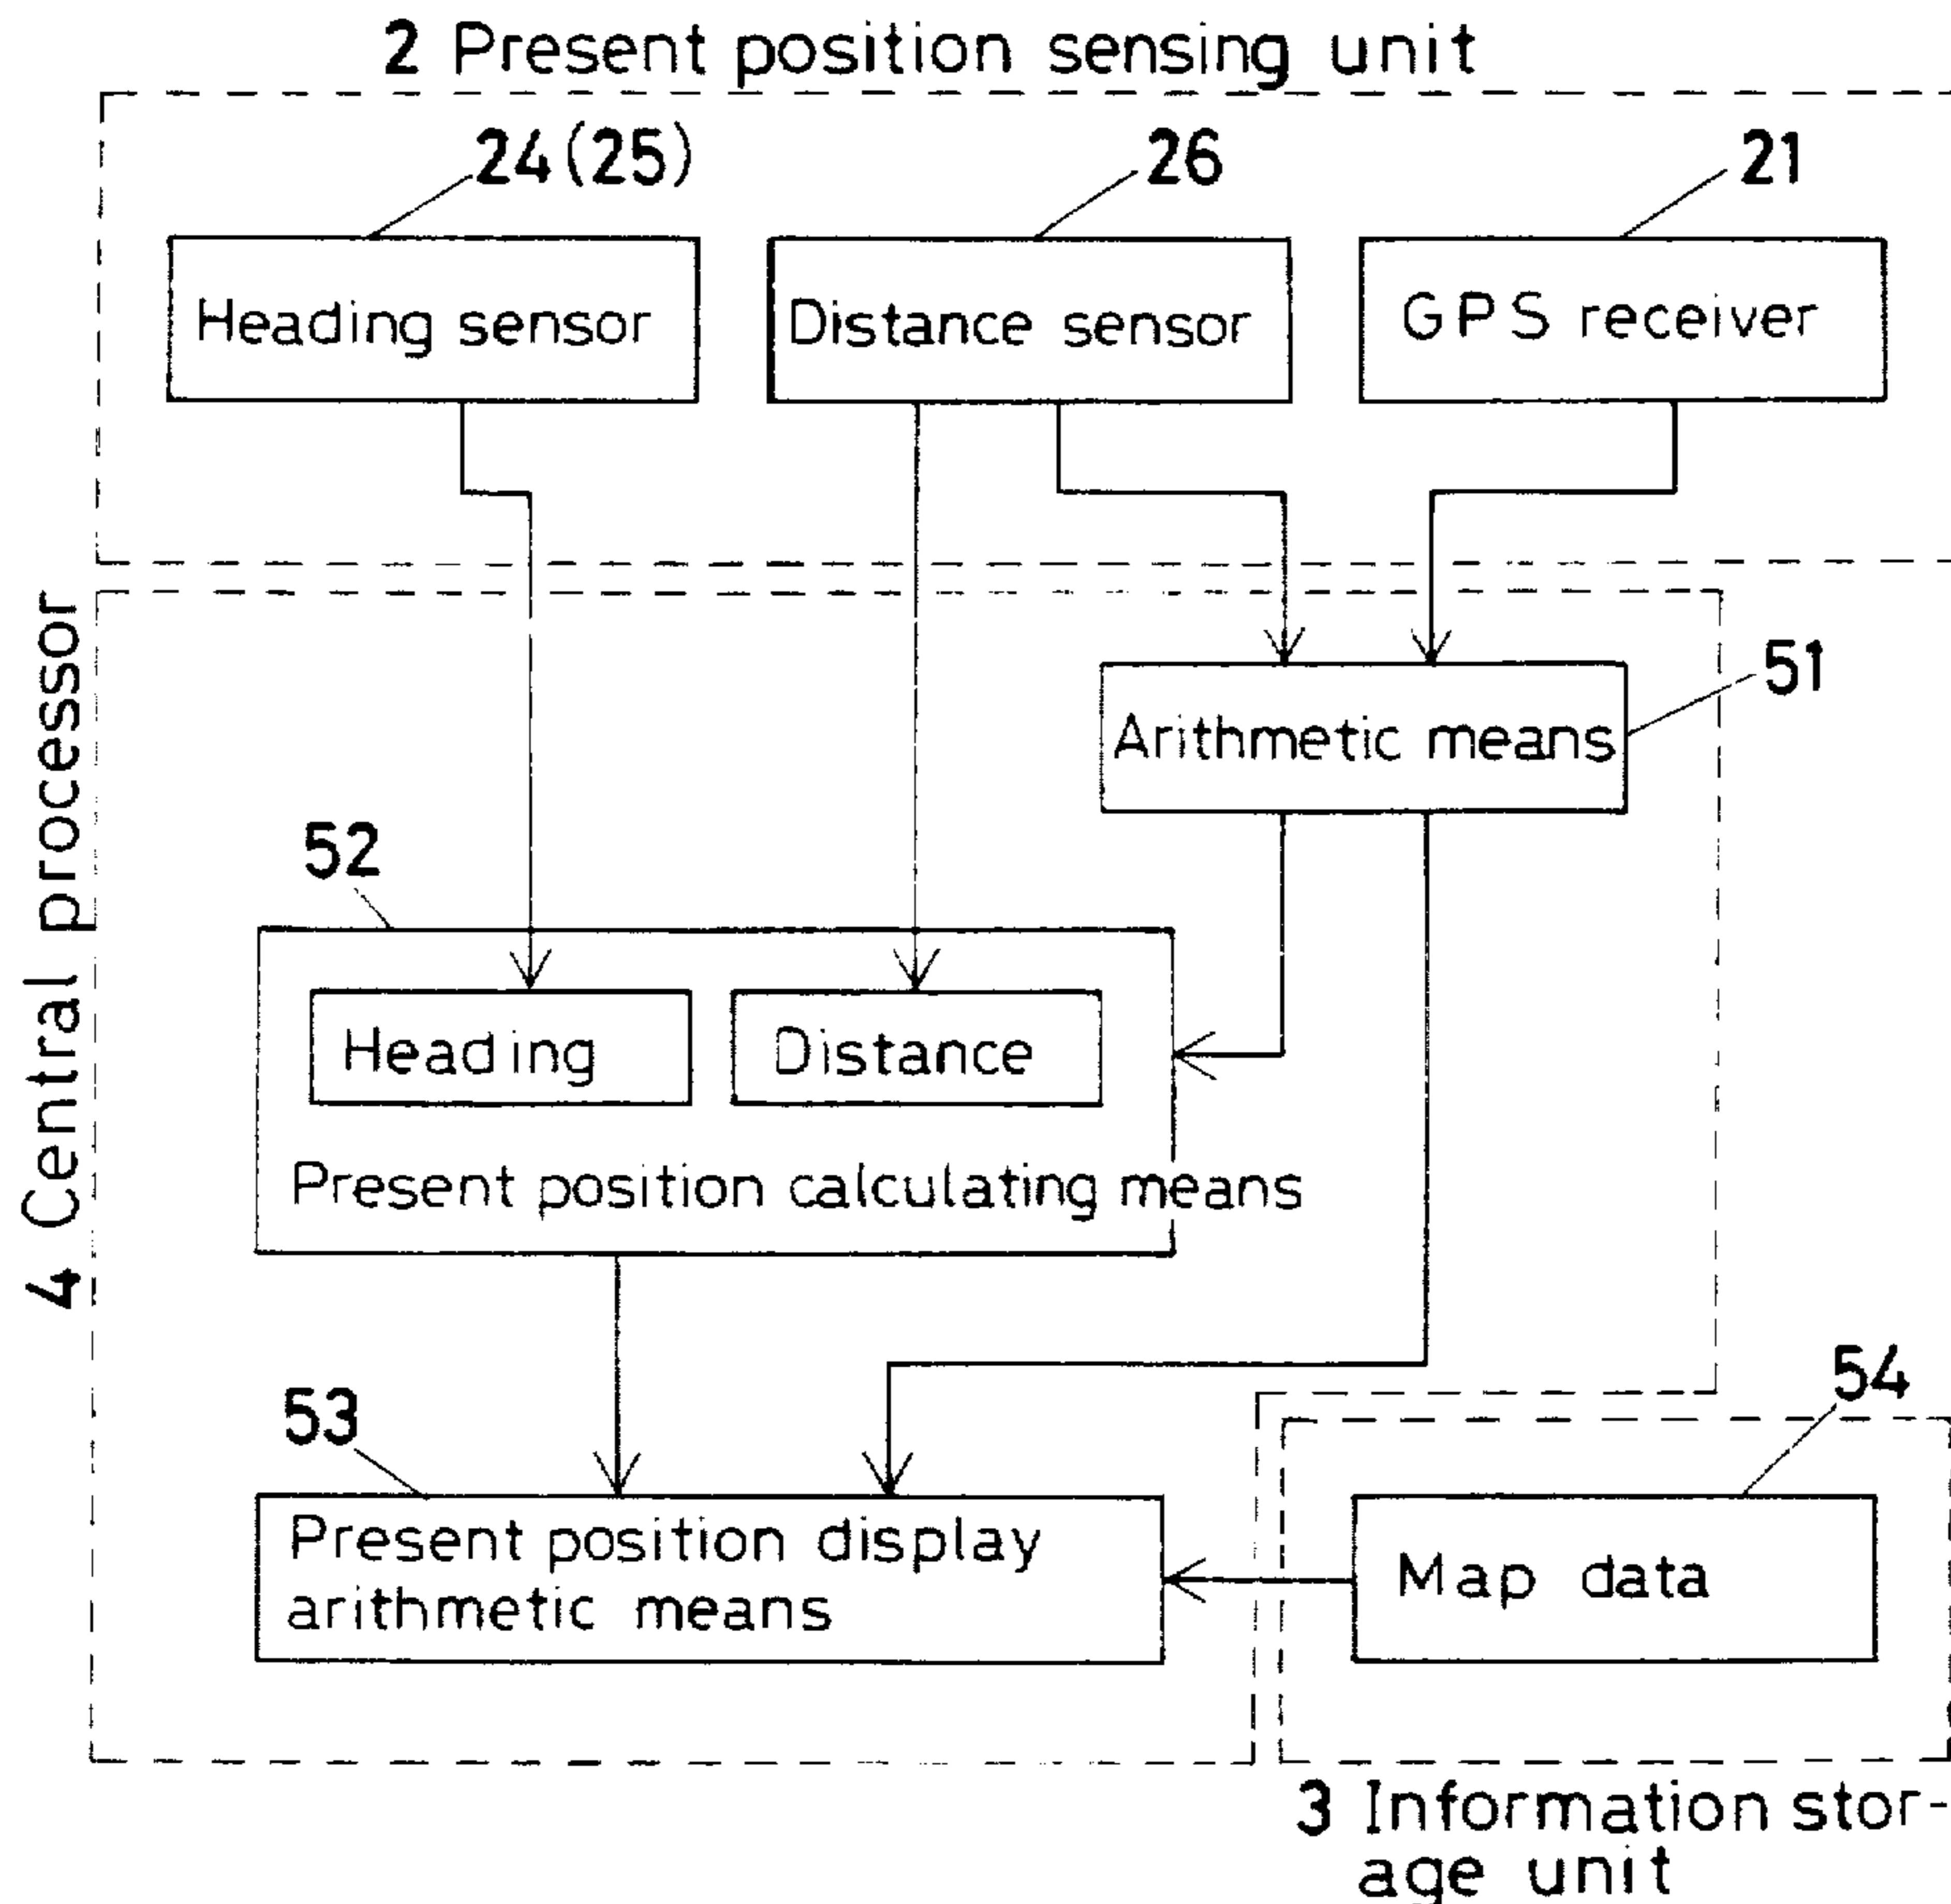 2 Present position sensing unit
24(25)
26
21
Heading sensor
Distance sensor
GPS receiver
4 Central processor
51
Arithmetic means
52
Heading
Distance
Present position calculating means
54
53
Present position display
arithmetic means
Map data
3 Information stor-
age unit